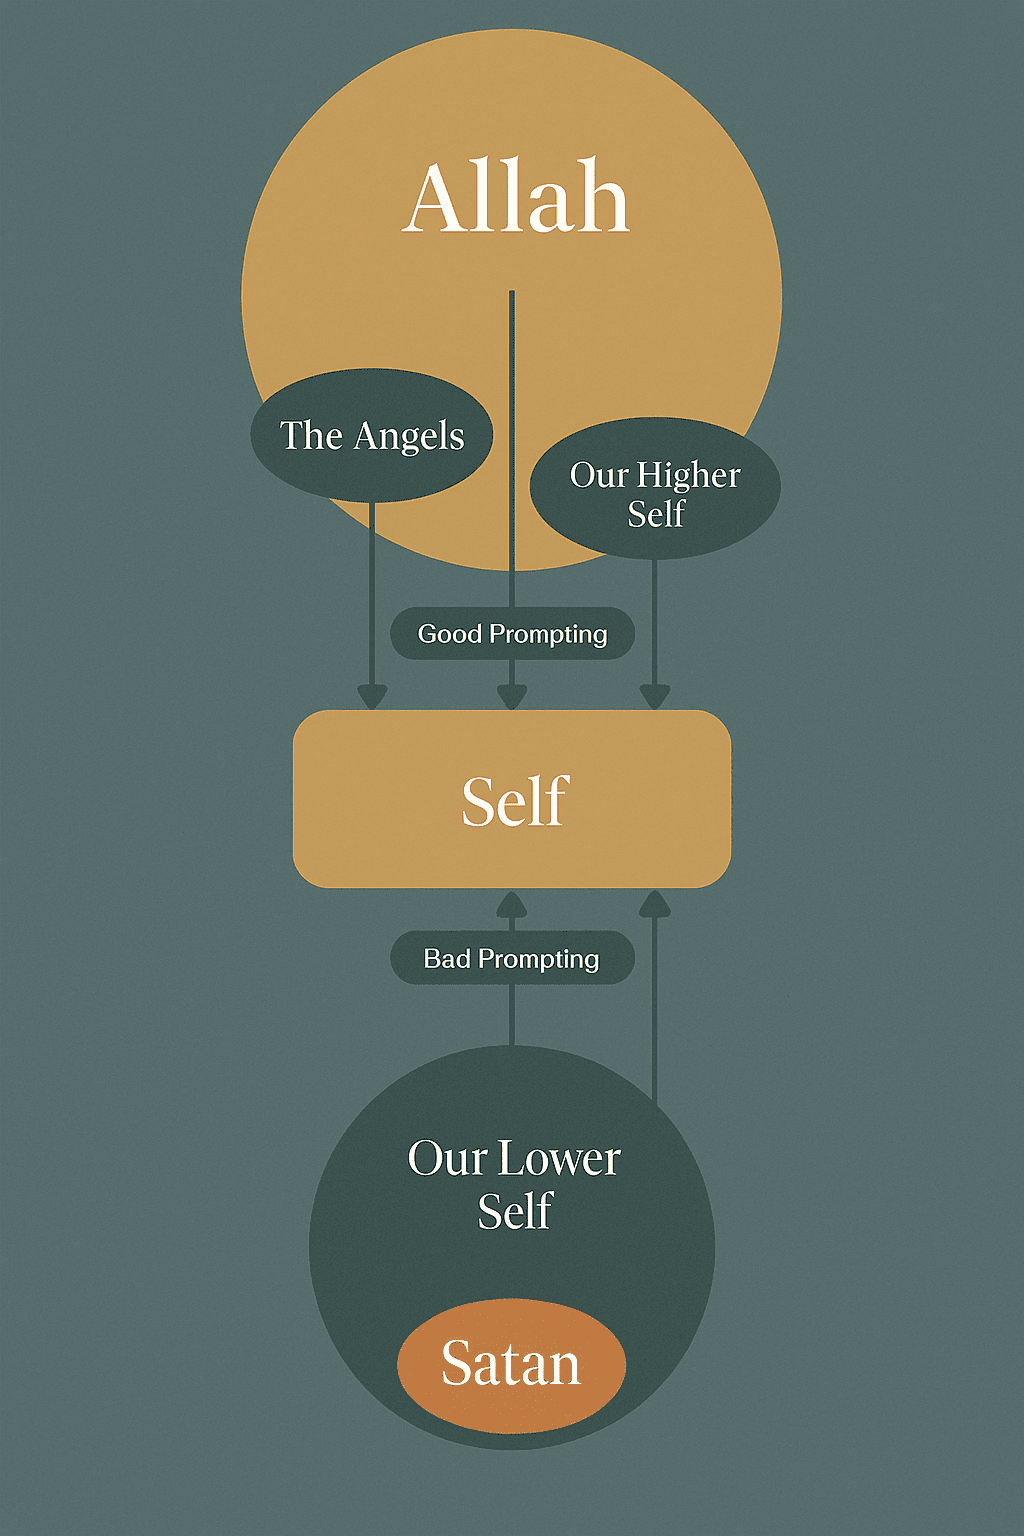 Allah
The Angels
Our Higher
Self
Good Prompting
Self
Bad Prompting
Our Lower
Self
Satan